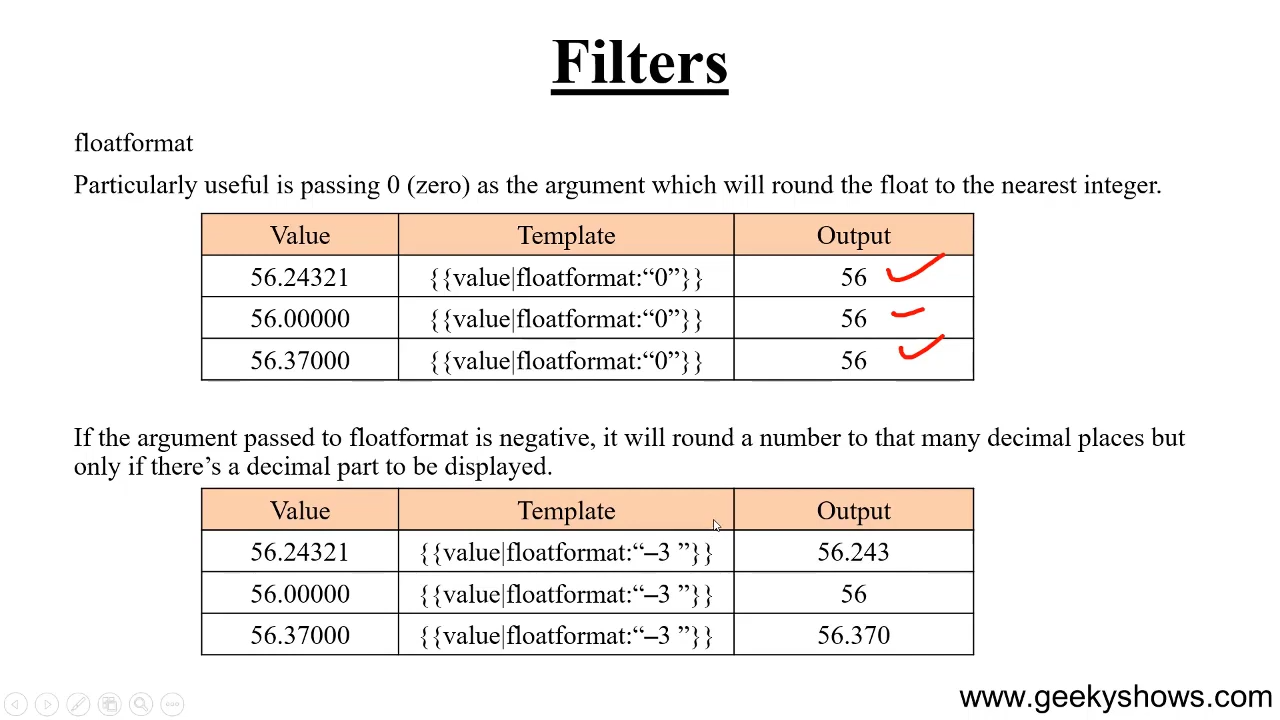 Filters
floatformat
Particularly useful is passing 0 (zero) as the argument which will round the float to the nearest integer.
Value Template Output
56.24321 {{value|floatformat:“0”}} 56
56.00000 {{value|floatformat:“0”}} 56
56.37000 {{value|floatformat:“0”}} 56
If the argument passed to floatformat is negative, it will round a number to that many decimal places but
only if there’s a decimal part to be displayed.
Value Template Output
56.24321 {{value|floatformat:“–3 ”}} 56.243
56.00000 {{value|floatformat:“–3 ”}} 56
56.37000 {{value|floatformat:“–3 ”}} 56.370
www.geekyshows.com